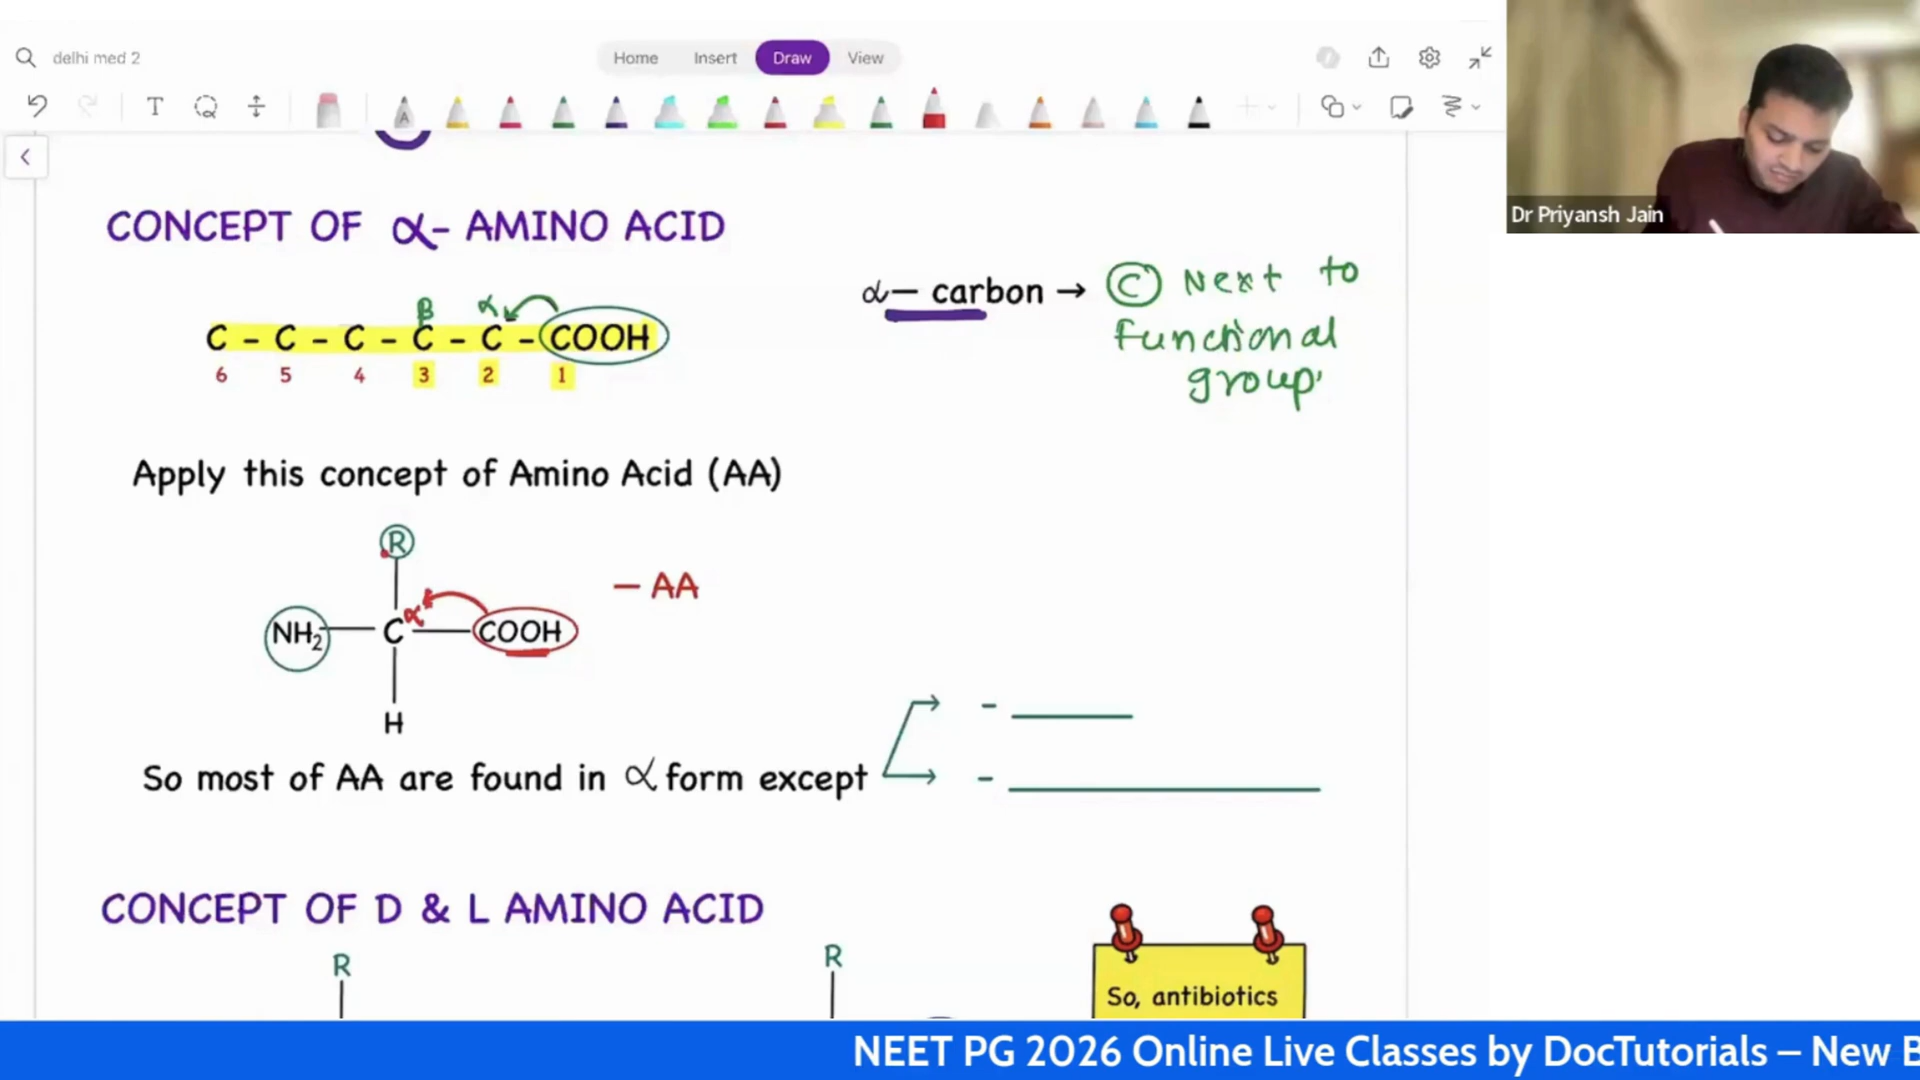 delhi med 2
Home Insert Draw View
T
A
Dr Priyansh Jain
CONCEPT OF α- AMINO ACID
α- carbon → C Next to
functional
group
β α
C - C - C - C - C - COOH
6 5 4 3 2 1
Apply this concept of Amino Acid (AA)
R
- AA
α
NH2 C COOH
H
So most of AA are found in α form except
CONCEPT OF D & L AMINO ACID
R R
So, antibiotics
NEET PG 2026 Online Live Classes by DocTutorials – New B